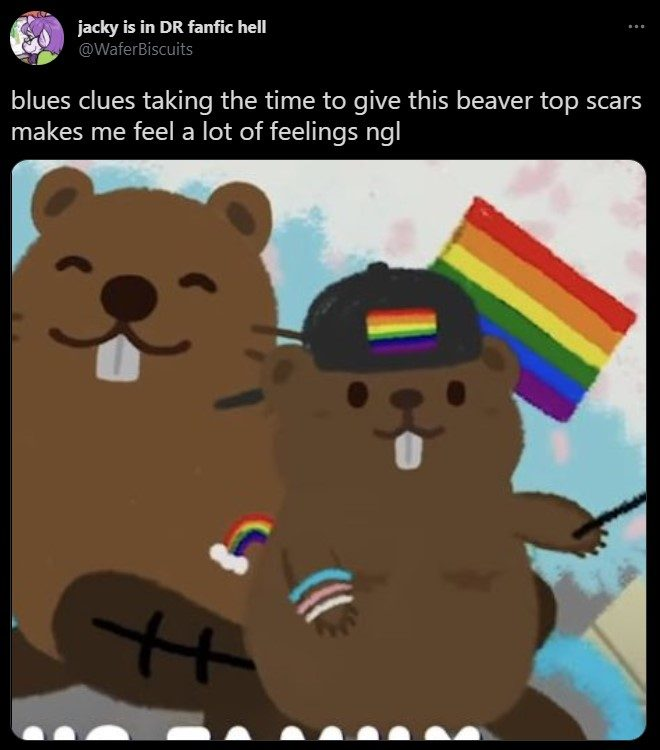 jacky is in DR fanfic hell
@WaferBiscuits
blues clues taking the time to give this beaver top scars
makes me feel a lot of feelings ngl